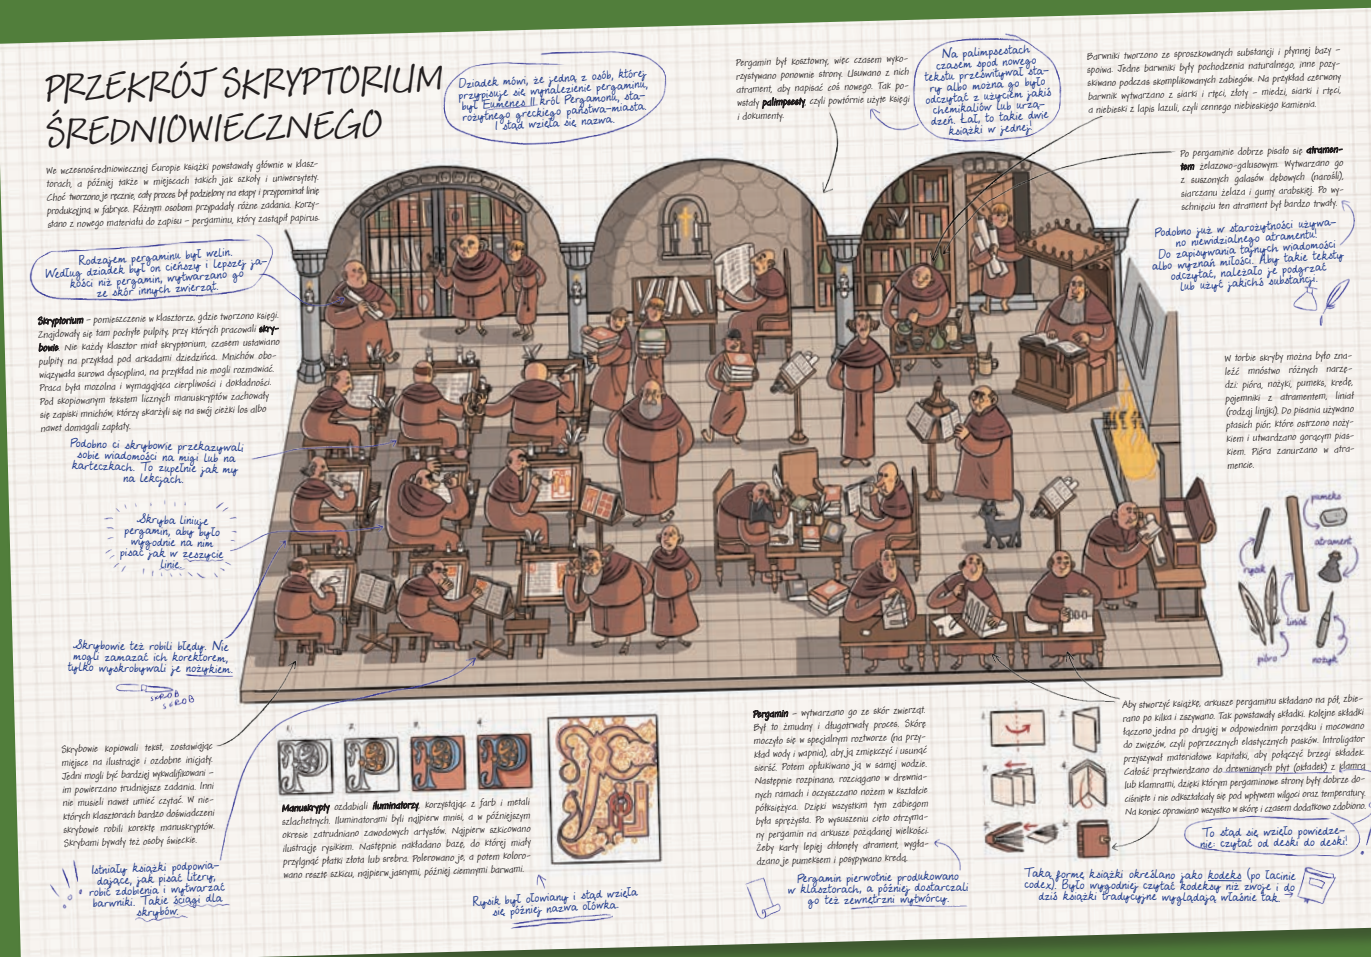 PRZEKRÓJ SKRYPTORIUM
ŚREDNIOWIECZNEGO
We wczesnośredniowiecznej Europie książki powstawały głównie w klasz-
torach, a później także w miejscach takich jak szkoły i uniwersytety.
Choć tworzono je ręcznie, cały proces był podzielony na etapy i przypominał linię
produkcyjną w fabryce. Różnym osobom przypadały różne zadania. Korzy-
stano z nowego materiału do zapisu – pergaminu, który zastąpił papirus.
Dziadek mówi, że jedną z osób, której
przypisuje się wynalezienie pergaminu,
był Eumenes II król Pergamonu, sta-
rożytnego greckiego państwa-miasta.
I stąd wzięła się nazwa.
Pergamin był kosztowny, więc czasem wyko-
rzystywano ponownie strony. Usuwano z nich
atrament, aby napisać coś nowego. Tak po-
wstały palimpsesty, czyli powtórnie użyte księgi
i dokumenty.
Na palimpsestach
czasem spod nowego
tekstu prześwitywał sta-
ry albo można go było
odczytać z użyciem jakiś
chemikaliów lub urzą-
dzeń. Łał, to takie dwie
książki w jednej!
Barwniki tworzono ze sproszkowanych substancji i płynnej bazy –
spoiwa. Jedne barwniki były pochodzenia naturalnego, inne pozy-
skiwano podczas skomplikowanych zabiegów. Na przykład czerwony
barwnik wytwarzano z siarki i rtęci, złoty – miedzi, siarki i rtęci,
a niebieski z lapis lazuli, czyli cennego niebieskiego kamienia.
Po pergaminie dobrze pisało się atramen-
tem żelazowo-galusowym. Wytwarzano go
z suszonych galasów dębowych (narośli),
siarczanu żelaza i gumy arabskiej. Po wy-
schnięciu ten atrament był bardzo trwały.
Podobno już w starożytności używa-
no niewidzialnego atramentu!
Do zapisywania tajnych wiadomości
albo wyznań miłości. Aby takie teksty
odczytać, należało je podgrzać
lub użyć jakichś substancji.
Rodzajem pergaminu był welin.
Według dziadek był on cieńszy i lepszej ja-
kości niż pergamin, wytwarzano go
ze skór innych zwierząt.
Skryptorium – pomieszczenie w klasztorze, gdzie tworzono księgi.
Znajdowały się tam pochyłe pulpity, przy których pracowali skry-
bowie. Nie każdy klasztor miał skryptorium, czasem ustawiano
pulpity na przykład pod arkadami dziedzińca. Mnichów obo-
wiązywała surowa dyscyplina, na przykład nie mogli rozmawiać.
Praca była mozolna i wymagająca cierpliwości i dokładności.
Pod skopiowanym tekstem licznych manuskryptów zachowały
się zapiski mnichów, którzy skarżyli się na swój ciężki los albo
nawet domagali zapłaty.
Podobno ci skrybowie przekazywali
sobie wiadomości na migi lub na
karteczkach. To zupełnie jak my
na lekcjach.
Skryba liniuje
pergamin, aby było
wygodnie na nim
pisać jak w zeszycie
linie.
Skrybowie też robili błędy. Nie
mogli zamazać ich korektorem,
tylko wyskrobywali je nożykiem.
SKROB
SKROB
W torbie skryby można było zna-
leźć mnóstwo różnych narzę-
dzi: pióra, nożyki, pumeks, kredę,
pojemniki z atramentem, liniał
(rodzaj linijki). Do pisania używano
ptasich piór, które ostrzono noży-
kiem i utwardzano gorącym pias-
kiem. Pióra zanurzano w atra-
mencie.
pumeks
atrament
rysik
liniał
pióro
nożyk
Skrybowie kopiowali tekst, zostawiając
miejsce na ilustracje i ozdobne inicjały.
Jedni mogli być bardziej wykwalifikowani –
im powierzano trudniejsze zadania. Inni
nie musieli nawet umieć czytać. W nie-
których klasztorach bardzo doświadczeni
skrybowie robili korektę manuskryptów.
Skrybami bywały też osoby świeckie.
Istniały książki podpowia-
dające, jak pisać litery,
robić zdobienia i wytwarzać
barwniki. Takie ściągi dla
skrybów.
1. 2. 3. 4.
Manuskrypty ozdabiali iluminatorzy, korzystając z farb i metali
szlachetnych. Iluminatorami byli najpierw mnisi, a w późniejszym
okresie zatrudniano zawodowych artystów. Najpierw szkicowano
ilustrację rysikiem. Następnie nakładano bazę, do której miały
przylgnąć płatki złota lub srebra. Polerowano je, a potem koloro-
wano resztę szkicu, najpierw jasnymi, później ciemnymi barwami.
Rysik był ołowiany i stąd wzięła
się później nazwa ołówka.
Pergamin – wytwarzano go ze skór zwierząt.
Był to żmudny i długotrwały proces. Skórę
moczyło się w specjalnym roztworze (na przy-
kład wody i wapnia), aby ją zmiękczyć i usunąć
sierść. Potem opłukiwano ją w samej wodzie.
Następnie rozpinano, rozciągano w drewnia-
nych ramach i oczyszczano nożem w kształcie
półksiężyca. Dzięki wszystkim tym zabiegom
była sprężysta. Po wysuszeniu cięto otrzyma-
ny pergamin na arkusze pożądanej wielkości.
Żeby karty lepiej chłonęły atrament, wygła-
dzano je pumeksem i posypywano kredą.
Pergamin pierwotnie produkowano
w klasztorach, a później dostarczali
go też zewnętrzni wytwórcy.
1. 2.
3. 4.
5. 6.
Aby stworzyć książkę, arkusze pergaminu składano na pół, zbie-
rano po kilka i zszywano. Tak powstawały składki. Kolejne składki
łączono jedna po drugiej w odpowiednim porządku i mocowano
do zwięzów, czyli poprzecznych elastycznych pasków. Introligator
przyszywał materiałowe kapitałki, aby połączyć brzegi składek.
Całość przytwierdzano do drewnianych płyt (okładek) z klamrą
lub klamrami, dzięki którym pergaminowe strony były dobrze do-
ciśnięte i nie odkształcały się pod wpływem wilgoci oraz temperatury.
Na koniec oprawiano wszystko w skórę i czasem dodatkowo zdobiono.
To stąd się wzięło powiedze-
nie: czytać od deski do deski!
Taką formę książki określano jako kodeks (po łacinie
codex). Było wygodniej czytać kodeksy niż zwoje i do
dziś książki tradycyjne wyglądają właśnie tak.